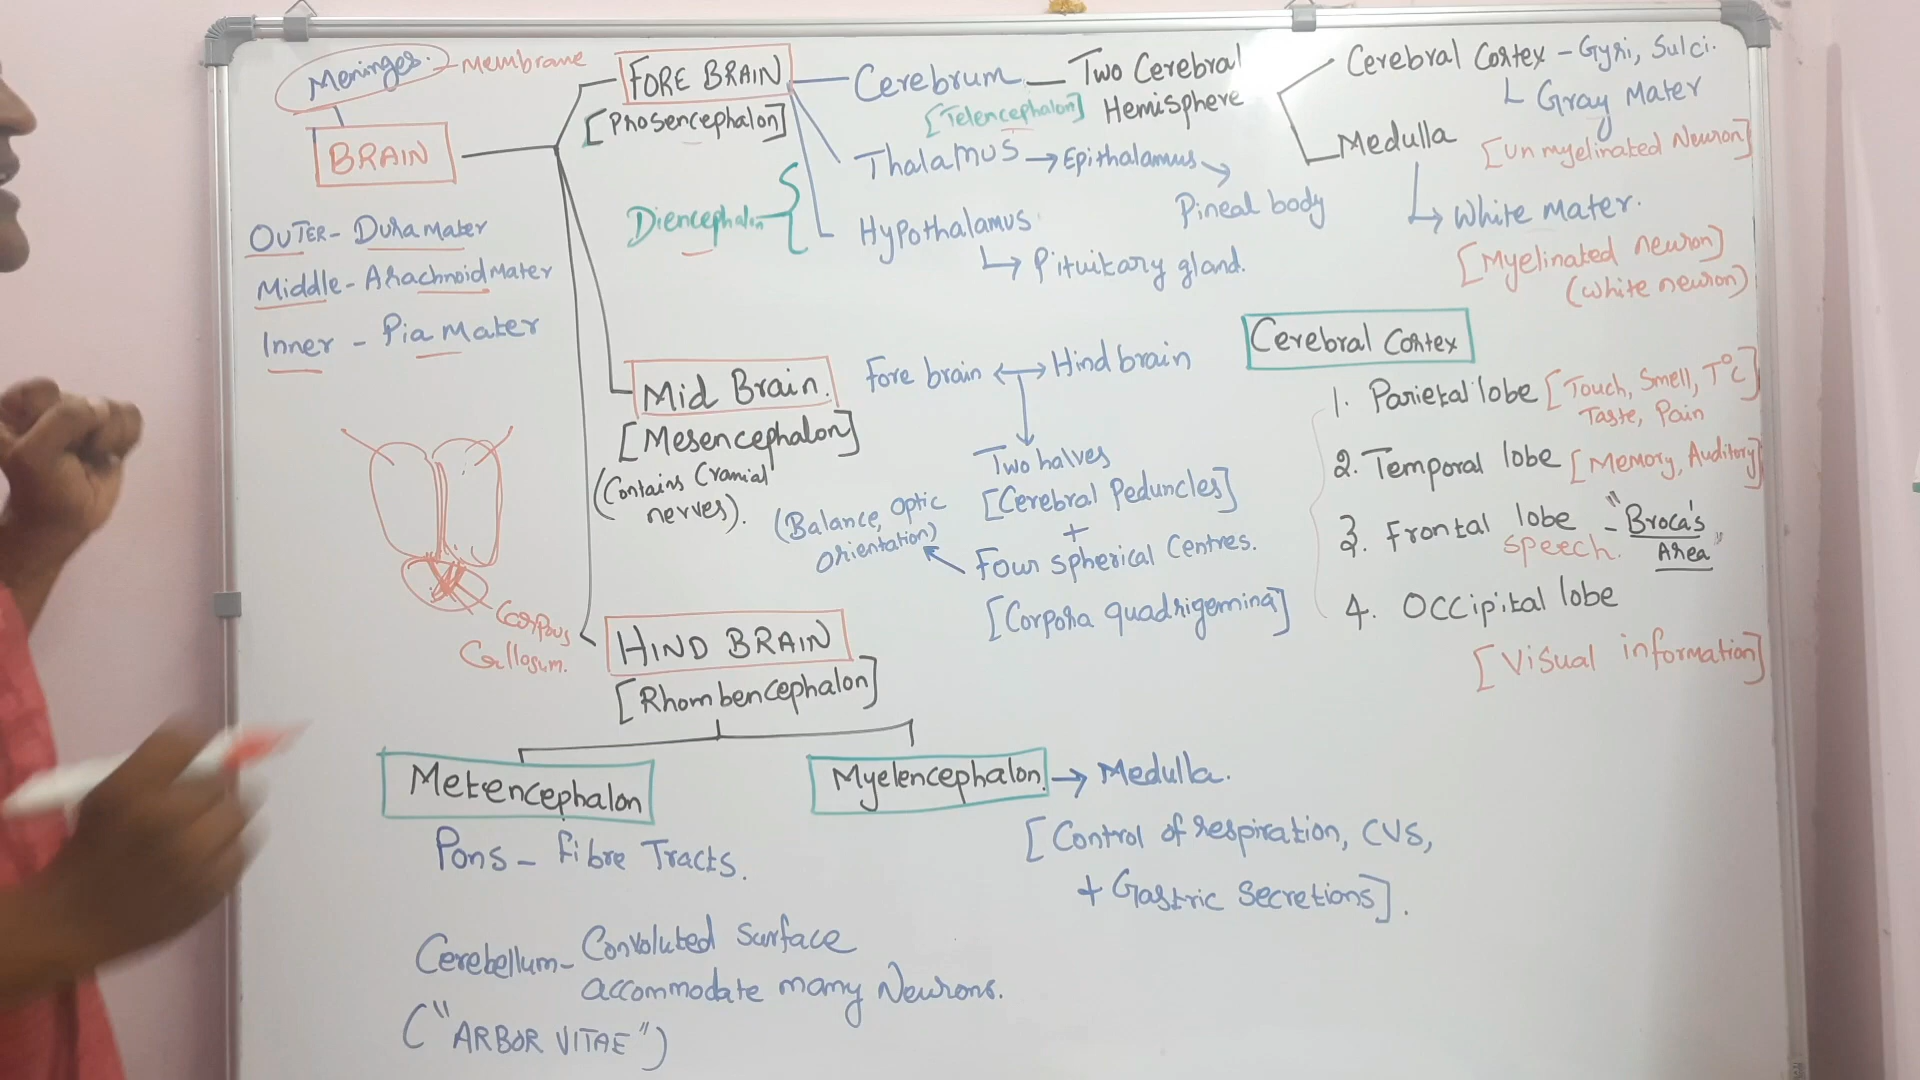 Meninges. - Membrane
BRAIN
OUTER - Dura mater
Middle - Arachnoid Mater
Inner - Pia Mater
Corpous
Callosum.
FORE BRAIN
[Prosencephalon]
Cerebrum - Two Cerebral
Hemisphere
[Telencephalon]
Thalamus → Epithalamus →
Pineal body
Diencephalon
Hypothalamus
↳ Pituitary gland.
Cerebral Cortex - Gyri, Sulci.
Gray Mater
[Un myelinated Neuron]
Medulla
↳ White mater.
[Myelinated neuron]
(White neuron)
Mid Brain.
[Mesencephalon]
(Contains Cranial
nerves).
Fore brain ↔ Hind brain
Two halves
[Cerebral Peduncles]
+
Four spherical Centres.
[Corpora quadrigemina]
(Balance, Optic
orientation)
Cerebral Cortex
1. Parietal lobe [Touch, Smell, T°C]
Taste, Pain
2. Temporal lobe [Memory, Auditory]
3. Frontal lobe - "Broca's
Area"
speech.
4. Occipital lobe
[Visual information]
HIND BRAIN
[Rhombencephalon]
Metencephalon
Pons - Fibre Tracts.
Cerebellum - Convoluted Surface
accommodate many Neurons.
("ARBOR VITAE")
Myelencephalon. → Medulla.
[Control of respiration, CVS,
+ Gastric Secretions].